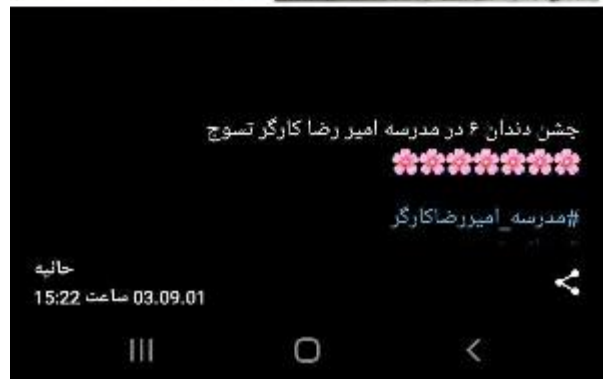 جشن دندان ۶ در مدرسه امیر رضا کارگر تسوج
🌸🌸🌸🌸🌸🌸🌸
#مدرسه_امیررضاکارگر
حانیه
03.09.01 ساعت 15:22